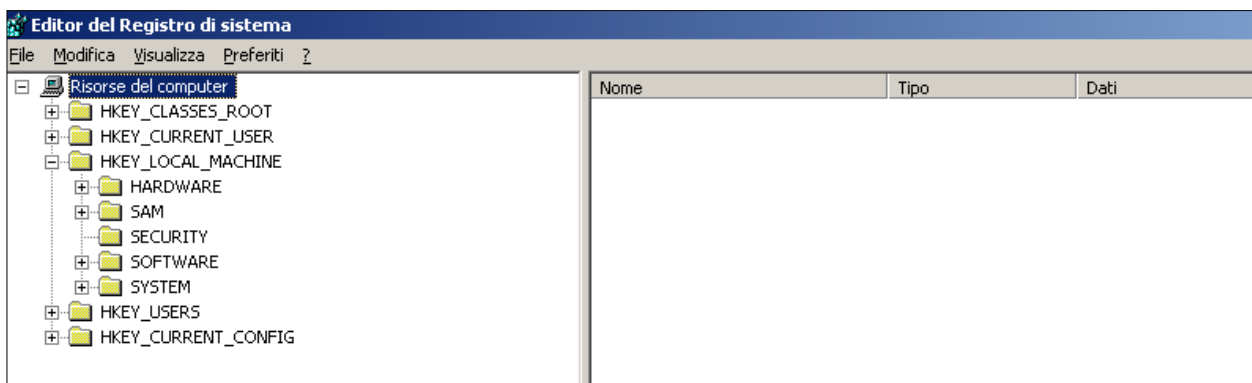 Editor del Registro di sistema
File Modifica Visualizza Preferiti ?
Risorse del computer
HKEY_CLASSES_ROOT
HKEY_CURRENT_USER
HKEY_LOCAL_MACHINE
HARDWARE
SAM
SECURITY
SOFTWARE
SYSTEM
HKEY_USERS
HKEY_CURRENT_CONFIG
Nome Tipo Dati